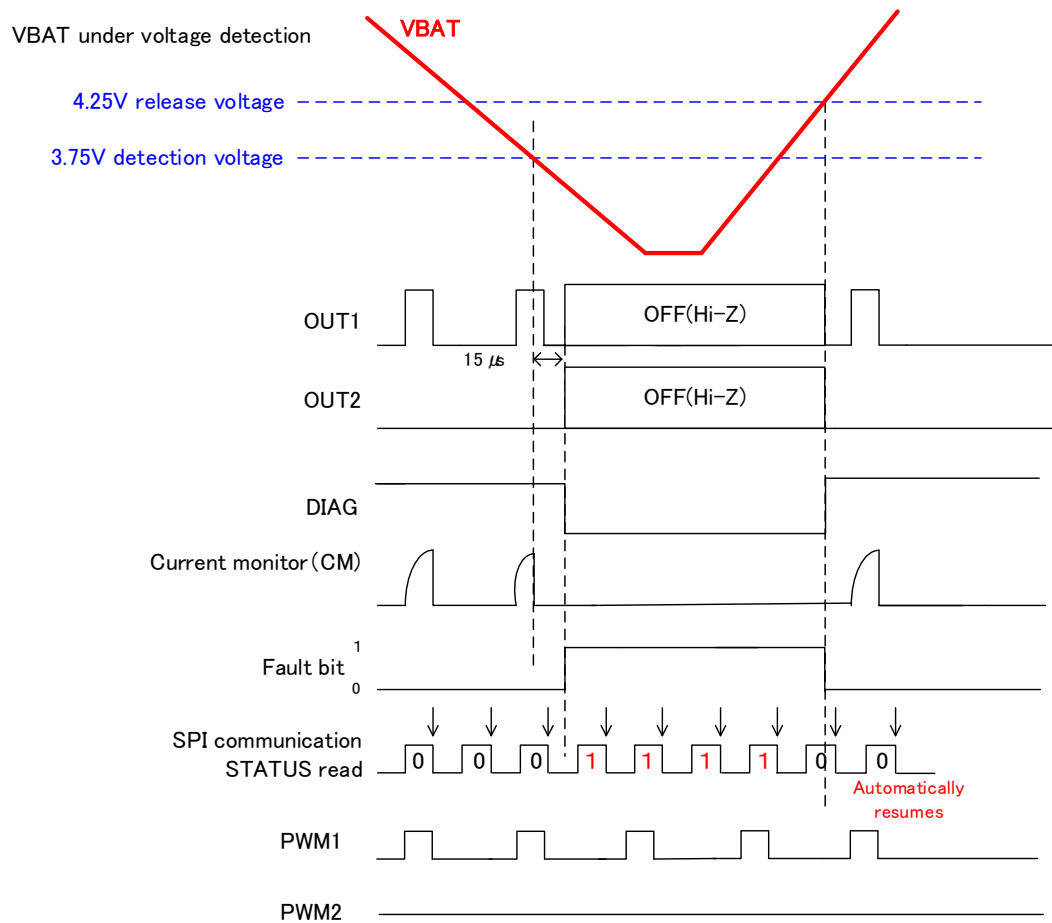 VBAT under voltage detection
VBAT
4.25V release voltage
3.75V detection voltage
OUT1
OFF(Hi-Z)
15 μs
OUT2
OFF(Hi-Z)
DIAG
Current monitor(CM)
Fault bit
1
0
SPI communication
STATUS read
0 0 0 1 1 1 1 0 0
Automatically
resumes
PWM1
PWM2